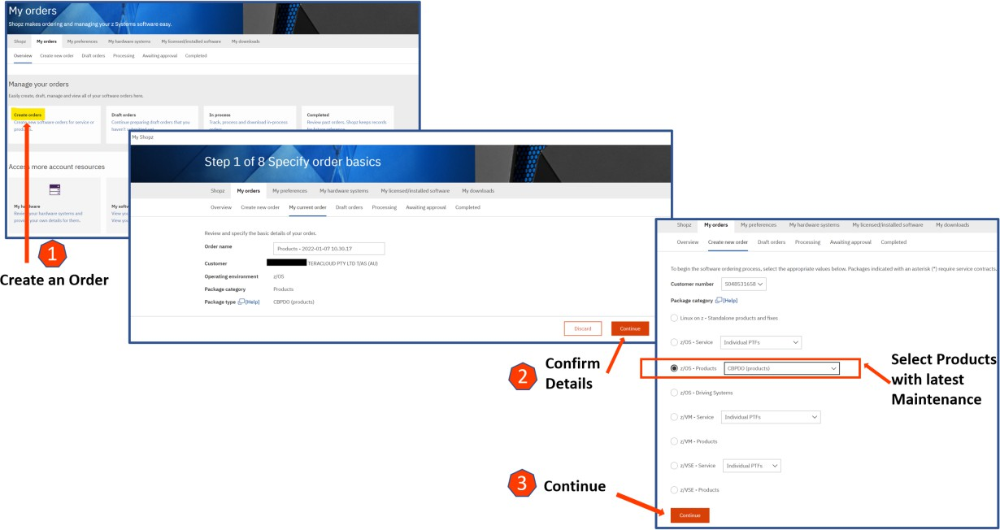 My orders
Shopz makes ordering and managing your z Systems software easy.
Shopz My orders My preferences My hardware systems My licensed/installed software My downloads
Overview Create new order Draft orders Processing Awaiting approval Completed
Manage your orders
Easily create, draft, manage and view all of your software orders here.
Create orders
Create new software orders for service or
Draft orders
Continue preparing draft orders that you
haven't
In process
Track, process and download in-process
Completed
Review past orders. Shopz keeps records
Access more account resources
My hardware
Review your hardware systems and
provide your own details for them.
View you
View you
1
Create an Order
My Shopz
Step 1 of 8 Specify order basics
Shopz My orders My preferences My hardware systems My licensed/installed software My downloads
Overview Create new order My current order Draft orders Processing Awaiting approval Completed
Review and specify the basic details of your order.
Order name Products - 2022-01-07 10.30.17
Customer TERACLOUD PTY LTD T/AS (AU)
Operating environment z/OS
Package category Products
Package type [Help] CBPDO (products)
Discard Continue
2 Confirm
Details
Shopz My orders My preferences My hardware systems My licensed/installed software My downloads
Overview Create new order Draft orders Processing Awaiting approval Completed
To begin the software ordering process, select the appropriate values below. Packages indicated with an asterisk (*) require service contracts.
Customer number 5048531658
Package category [Help]
Linux on z - Standalone products and fixes
z/OS - Service Individual PTFs
z/OS - Products CBPDO (products)
z/OS - Driving Systems
z/VM - Service Individual PTFs
z/VM - Products
z/VSE - Service Individual PTFs
z/VSE - Products
Continue
Select Products
with latest
Maintenance
3 Continue